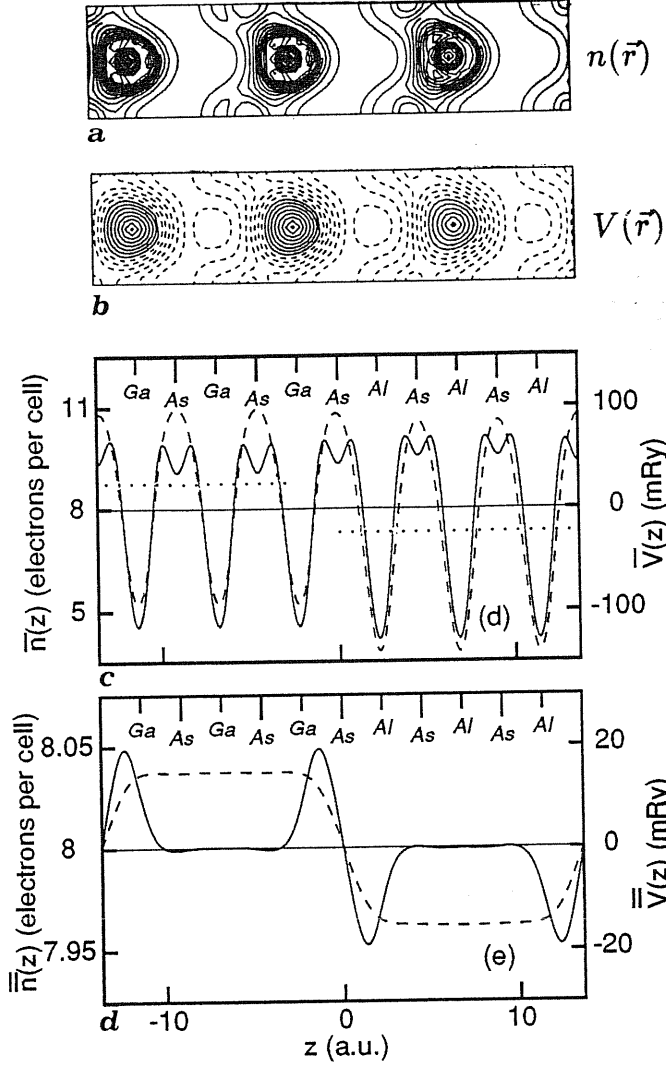 n(r⃗)
a
V(r⃗)
b
Ga As Ga As Ga As Al As Al As Al
n̅(z) (electrons per cell)
11
8
5
100
0
-100
V̅(z) (mRy)
(d)
c
Ga As Ga As Ga As Al As Al As Al
n̿(z) (electrons per cell)
8.05
8
7.95
20
0
-20
V̿(z) (mRy)
(e)
d
-10 0 10
z (a.u.)